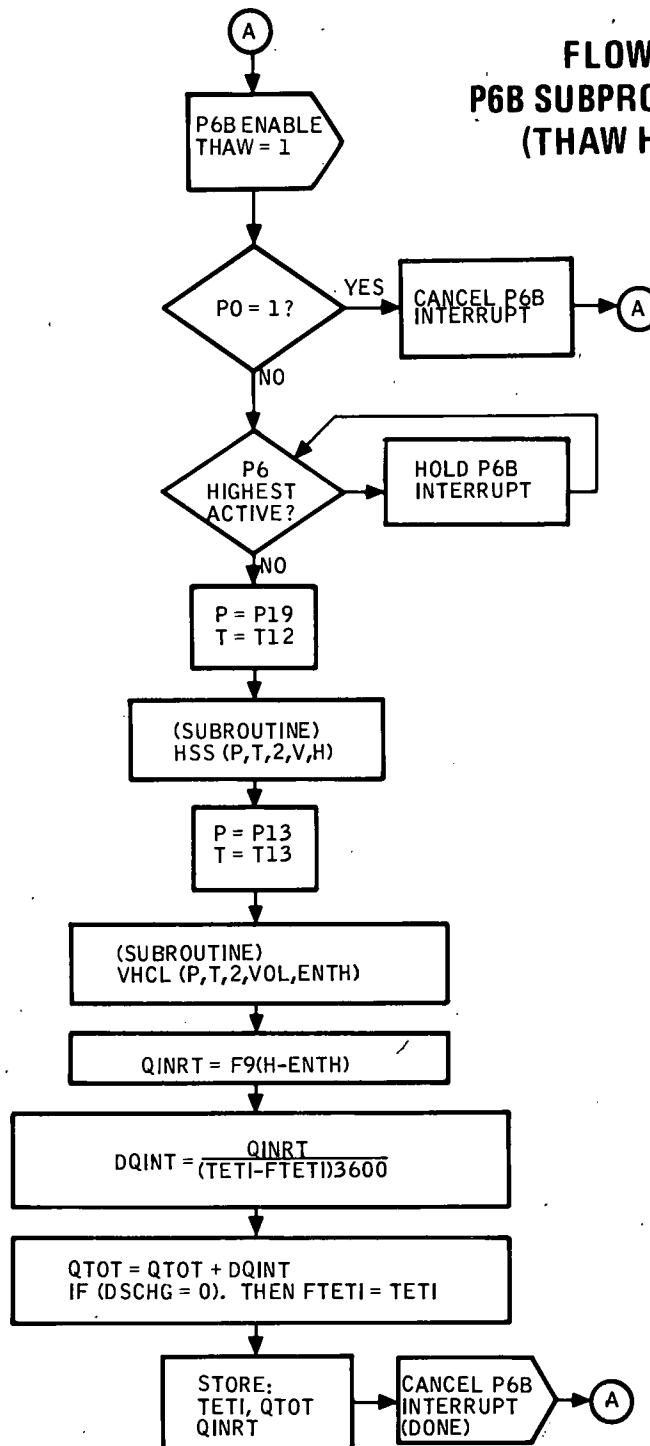 A
FLOW
P6B SUBPRO
(THAW H
P6B ENABLE
THAW = 1
PO = 1?
YES
CANCEL P6B
INTERRUPT
A
NO
P6
HIGHEST
ACTIVE?
HOLD P6B
INTERRUPT
NO
P = P19
T = T12
(SUBROUTINE)
HSS (P,T,2,V,H)
P = P13
T = T13
(SUBROUTINE)
VHCL (P,T,2,VOL,ENTH)
QINRT = F9(H-ENTH)
DQINT = QINRT
(TETI-FTETI)3600
QTOT = QTOT + DQINT
IF (DSCHG = 0). THEN FTETI = TETI
STORE:
TETI, QTOT
QINRT
CANCEL P6B
INTERRUPT
(DONE)
A